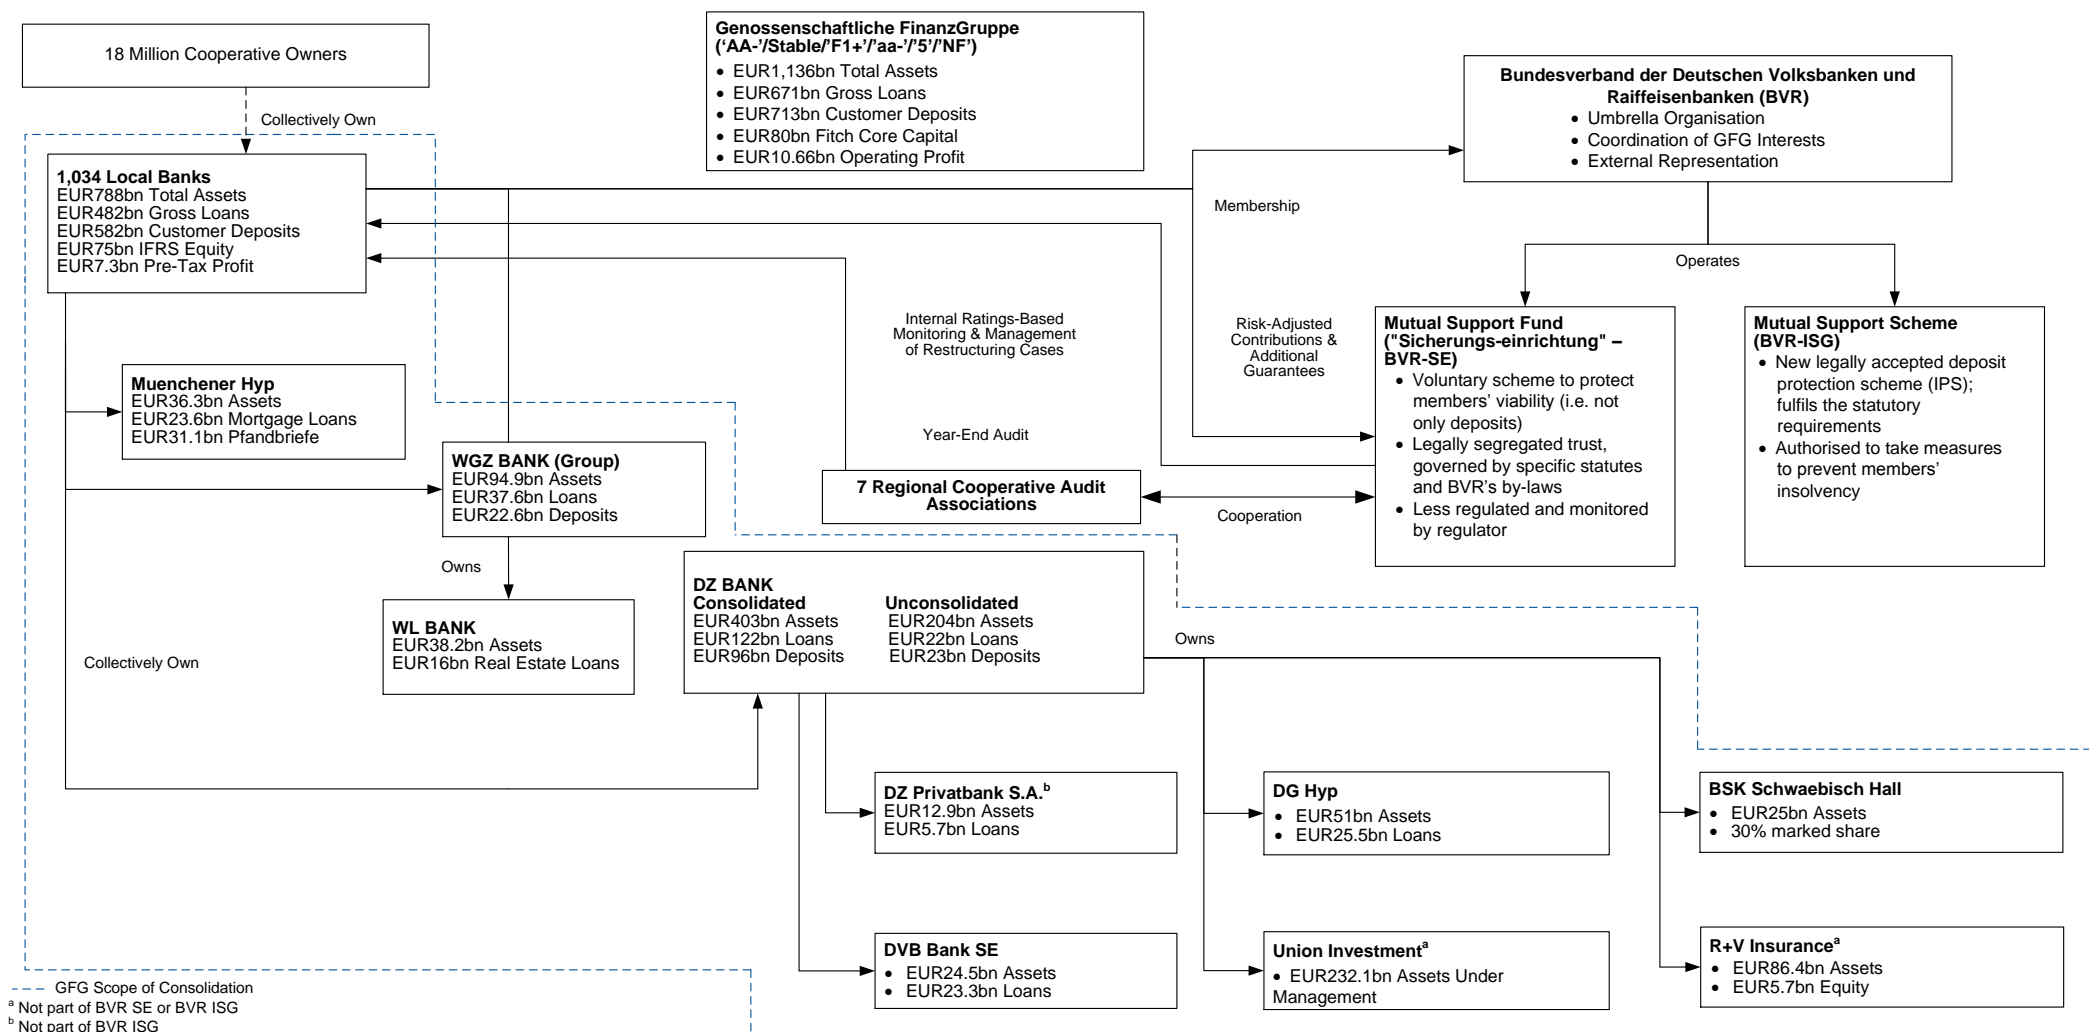 18 Million Cooperative Owners
Collectively Own
Genossenschaftliche FinanzGruppe
(‘AA-’/Stable/’F1+’/’aa-’/’5’/’NF’)
• EUR1,136bn Total Assets
• EUR671bn Gross Loans
• EUR713bn Customer Deposits
• EUR80bn Fitch Core Capital
• EUR10.66bn Operating Profit
Bundesverband der Deutschen Volksbanken und
Raiffeisenbanken (BVR)
• Umbrella Organisation
• Coordination of GFG Interests
• External Representation
1,034 Local Banks
EUR788bn Total Assets
EUR482bn Gross Loans
EUR582bn Customer Deposits
EUR75bn IFRS Equity
EUR7.3bn Pre-Tax Profit
Membership
Operates
Internal Ratings-Based
Monitoring & Management
of Restructuring Cases
Risk-Adjusted
Contributions &
Additional
Guarantees
Mutual Support Fund
("Sicherungs-einrichtung" –
BVR-SE)
• Voluntary scheme to protect
members’ viability (i.e. not
only deposits)
• Legally segregated trust,
governed by specific statutes
and BVR’s by-laws
• Less regulated and monitored
by regulator
Mutual Support Scheme
(BVR-ISG)
• New legally accepted deposit
protection scheme (IPS);
fulfils the statutory
requirements
• Authorised to take measures
to prevent members’
insolvency
Muenchener Hyp
EUR36.3bn Assets
EUR23.6bn Mortgage Loans
EUR31.1bn Pfandbriefe
Year-End Audit
WGZ BANK (Group)
EUR94.9bn Assets
EUR37.6bn Loans
EUR22.6bn Deposits
7 Regional Cooperative Audit
Associations
Cooperation
Owns
WL BANK
EUR38.2bn Assets
EUR16bn Real Estate Loans
DZ BANK
Consolidated Unconsolidated
EUR403bn Assets EUR204bn Assets
EUR122bn Loans EUR22bn Loans
EUR96bn Deposits EUR23bn Deposits
Owns
Collectively Own
DZ Privatbank S.A.b
EUR12.9bn Assets
EUR5.7bn Loans
DG Hyp
• EUR51bn Assets
• EUR25.5bn Loans
BSK Schwaebisch Hall
• EUR25bn Assets
• 30% marked share
DVB Bank SE
• EUR24.5bn Assets
• EUR23.3bn Loans
Union Investmenta
• EUR232.1bn Assets Under
Management
R+V Insurancea
• EUR86.4bn Assets
• EUR5.7bn Equity
GFG Scope of Consolidation
a Not part of BVR SE or BVR ISG
b Not part of BVR ISG